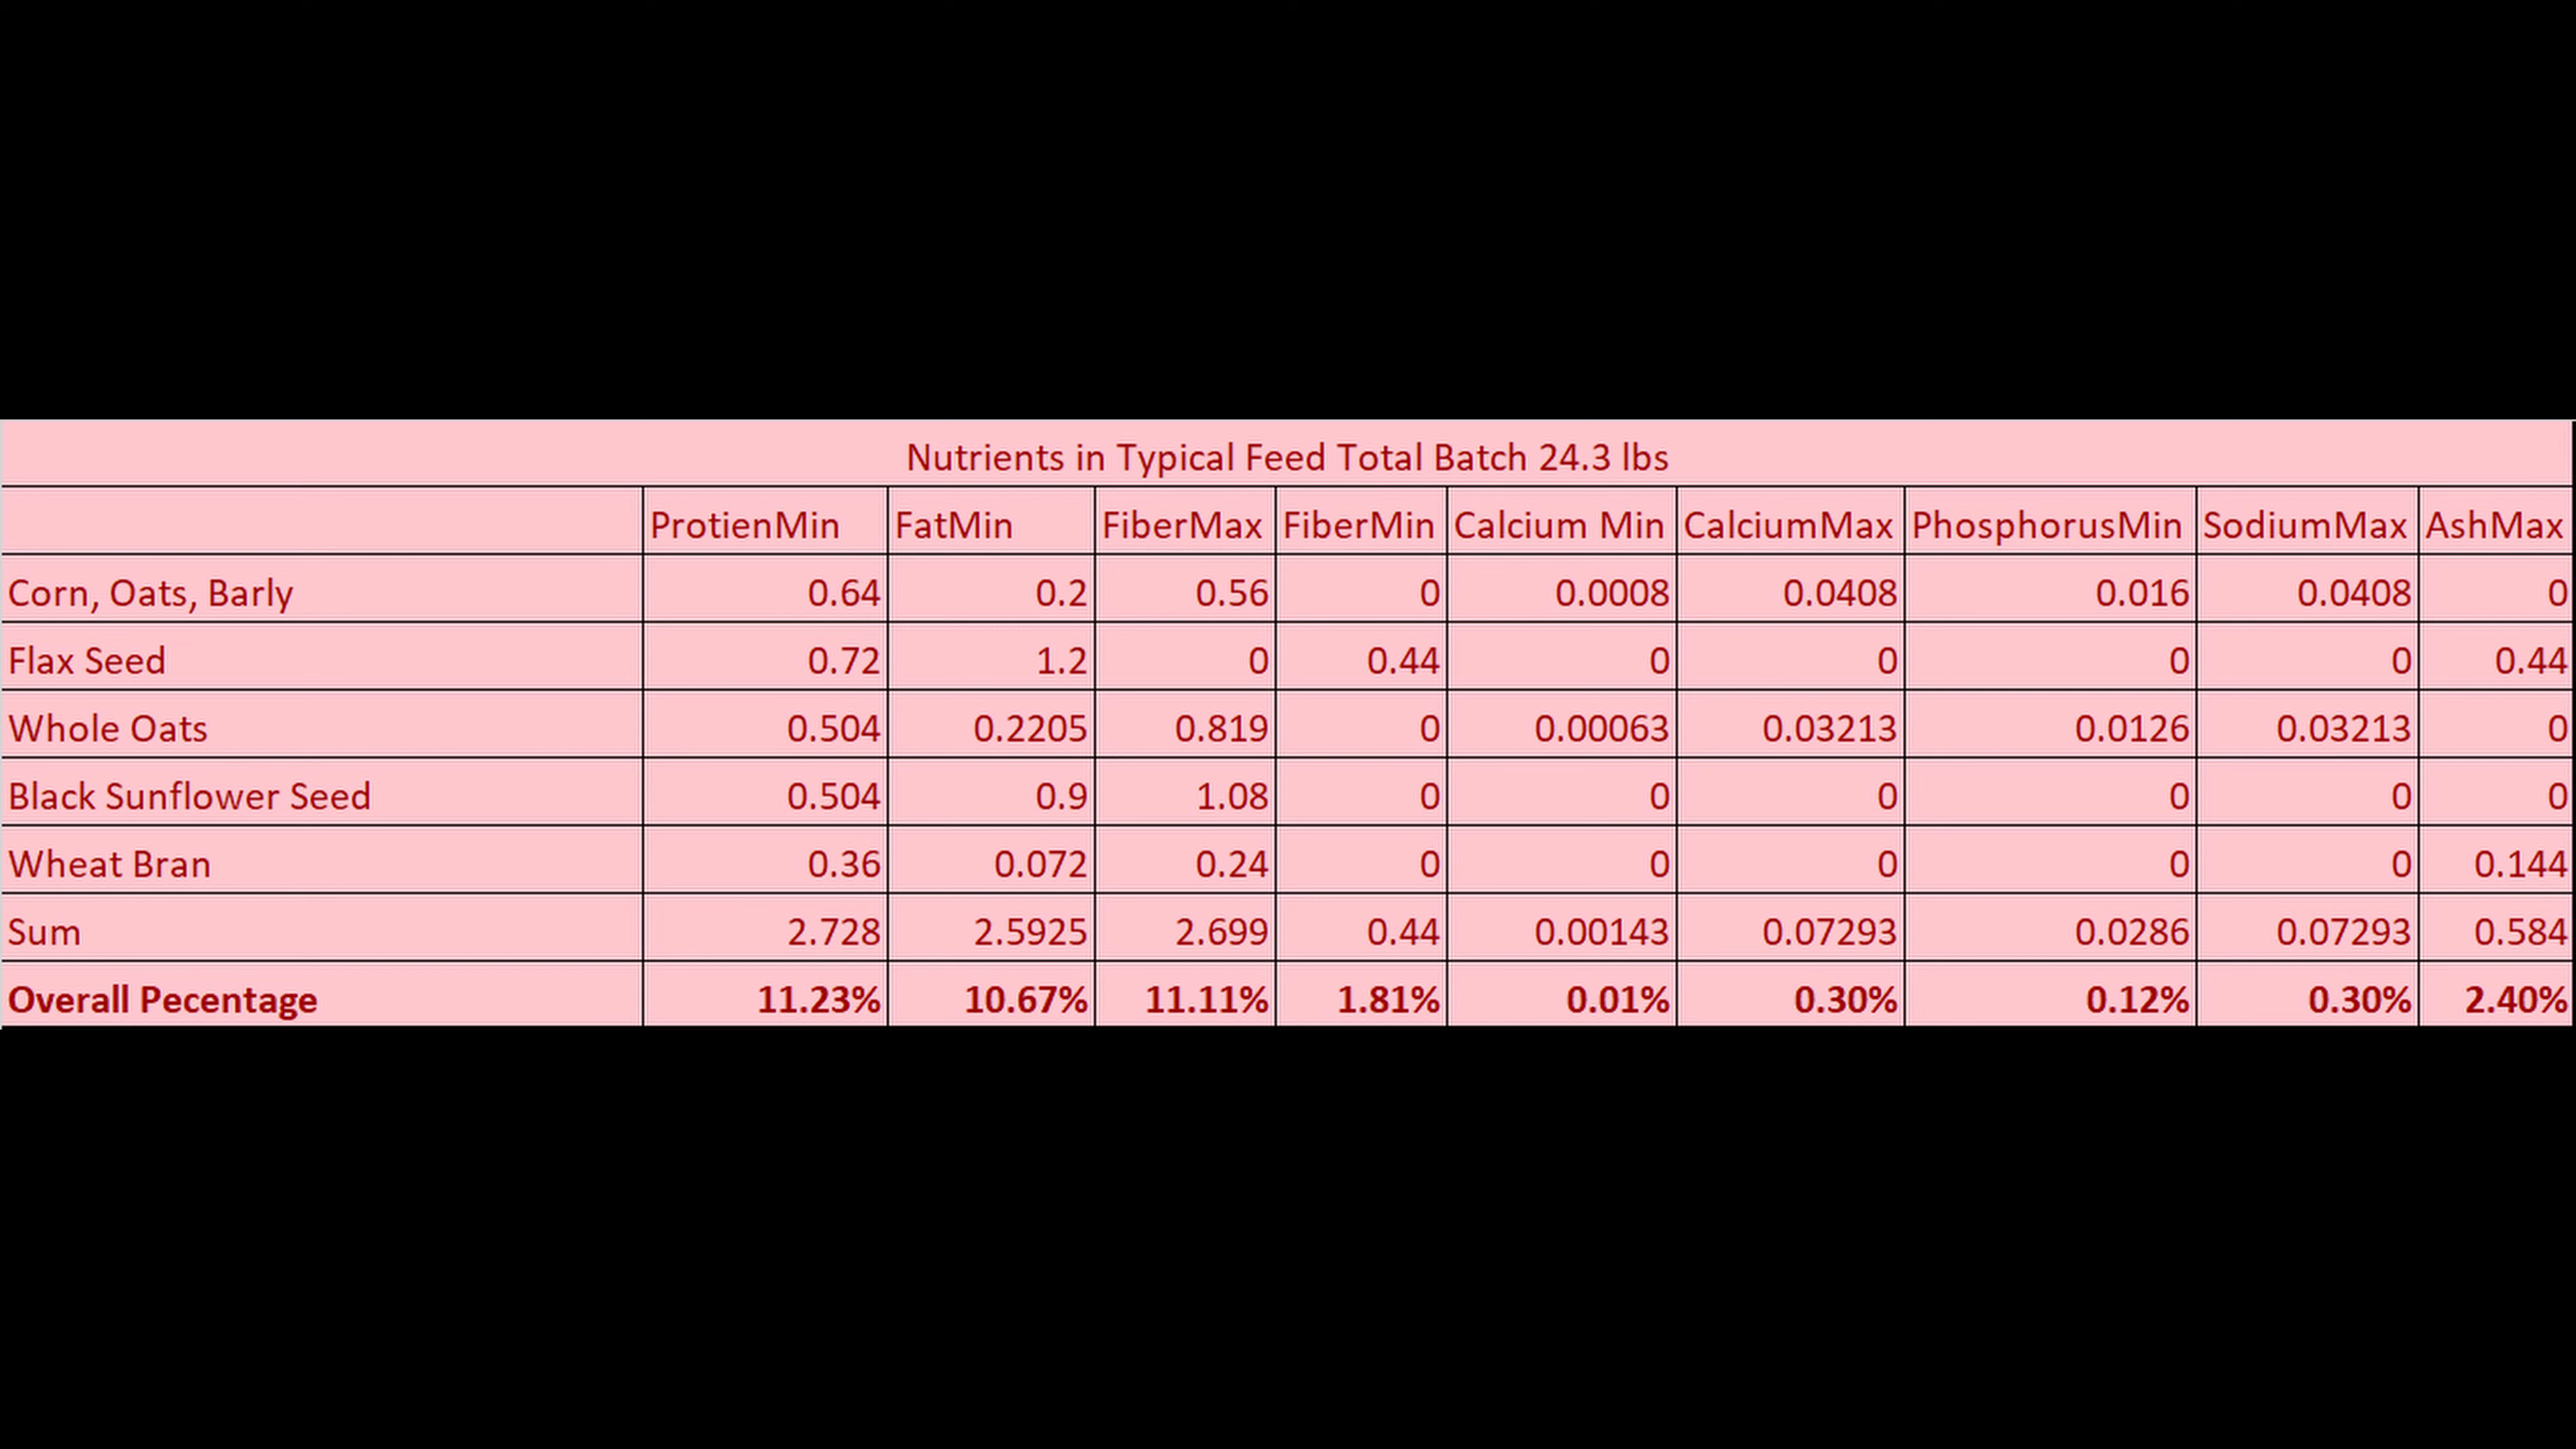 Nutrients in Typical Feed Total Batch 24.3 lbs
ProtienMin FatMin FiberMax FiberMin Calcium Min CalciumMax PhosphorusMin SodiumMax AshMax
Corn, Oats, Barly 0.64 0.2 0.56 0 0.0008 0.0408 0.016 0.0408 0
Flax Seed 0.72 1.2 0 0.44 0 0 0 0 0.44
Whole Oats 0.504 0.2205 0.819 0 0.00063 0.03213 0.0126 0.03213 0
Black Sunflower Seed 0.504 0.9 1.08 0 0 0 0 0 0
Wheat Bran 0.36 0.072 0.24 0 0 0 0 0 0.144
Sum 2.728 2.5925 2.699 0.44 0.00143 0.07293 0.0286 0.07293 0.584
Overall Pecentage 11.23% 10.67% 11.11% 1.81% 0.01% 0.30% 0.12% 0.30% 2.40%